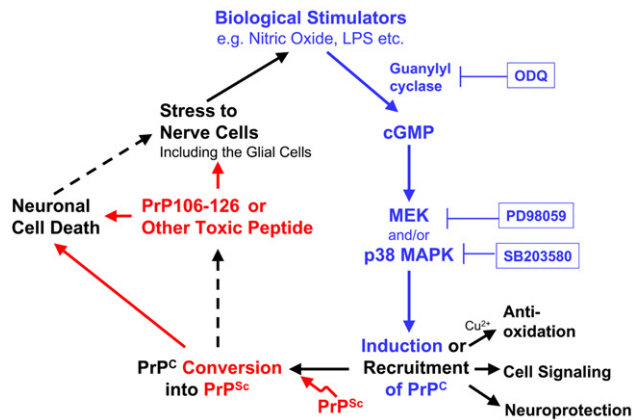 Biological Stimulators
e.g. Nitric Oxide, LPS etc.
Guanylyl
cyclase
ODQ
cGMP
Stress to
Nerve Cells
Including the Glial Cells
Neuronal
Cell Death
PrP106-126 or
Other Toxic Peptide
MEK
and/or
p38 MAPK
PD98059
SB203580
Cu²⁺
Anti-
oxidation
Induction or
Recruitment
of PrPᶜ
Cell Signaling
Neuroprotection
PrPᶜ Conversion
into PrPˢᶜ
PrPˢᶜ